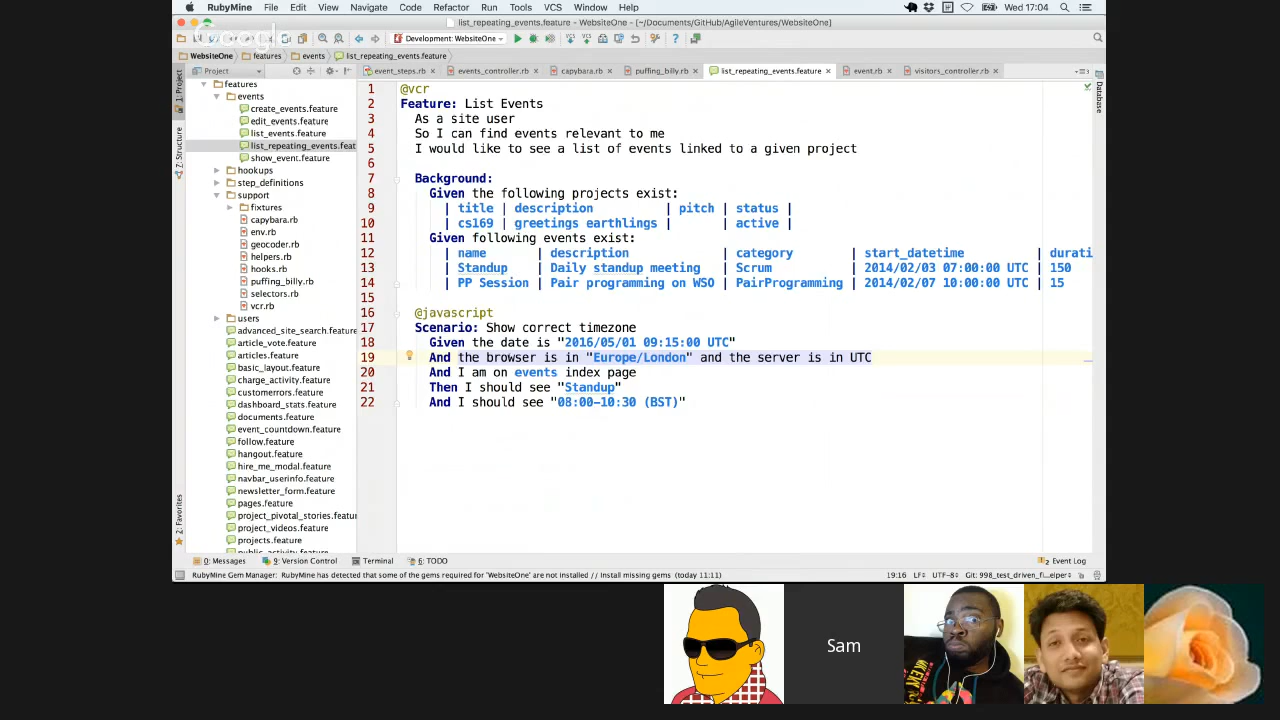 RubyMine File Edit View Navigate Code Refactor Run Tools VCS Window Help Wed 17:04
list_repeating_events.feature - WebsiteOne - [~/Documents/GitHub/AgileVentures/WebsiteOne]
Google
Development: WebsiteOne
WebsiteOne features events list_repeating_events.feature
Project
event_steps.rb × events_controller.rb × capybara.rb × puffing_billy.rb × list_repeating_events.feature × event.rb × visitors_controller.rb ×
1: Project
Z: Structure
2: Favorites
Database
features
events
create_events.feature
edit_events.feature
list_events.feature
list_repeating_events.feat
show_event.feature
hookups
step_definitions
support
fixtures
capybara.rb
env.rb
geocoder.rb
helpers.rb
hooks.rb
puffing_billy.rb
selectors.rb
vcr.rb
users
advanced_site_search.feature
article_vote.feature
articles.feature
basic_layout.feature
charge_activity.feature
customerrors.feature
dashboard_stats.feature
documents.feature
event_countdown.feature
follow.feature
hangout.feature
hire_me_modal.feature
navbar_userinfo.feature
newsletter_form.feature
pages.feature
project_pivotal_stories.featur
project_videos.feature
projects.feature
public_activity.feature
1 @vcr
2 Feature: List Events
3 As a site user
4 So I can find events relevant to me
5 I would like to see a list of events linked to a given project
6
7 Background:
8 Given the following projects exist:
9 | title | description | pitch | status |
10 | cs169 | greetings earthlings | | active |
11 Given following events exist:
12 | name | description | category | start_datetime | durati
13 | Standup | Daily standup meeting | Scrum | 2014/02/03 07:00:00 UTC | 150
14 | PP Session | Pair programming on WSO | PairProgramming | 2014/02/07 10:00:00 UTC | 15
15
16 @javascript
17 Scenario: Show correct timezone
18 Given the date is "2016/05/01 09:15:00 UTC"
19 And the browser is in "Europe/London" and the server is in UTC
20 And I am on events index page
21 Then I should see "Standup"
22 And I should see "08:00-10:30 (BST)"
0: Messages 9: Version Control Terminal 6: TODO 2 Event Log
RubyMine Gem Manager: RubyMine has detected that some of the gems required for 'WebsiteOne' are not installed // Install missing gems (today 11:11) 19:16 LF UTF-8 Git: 998_test_driven_fi...elper
Sam